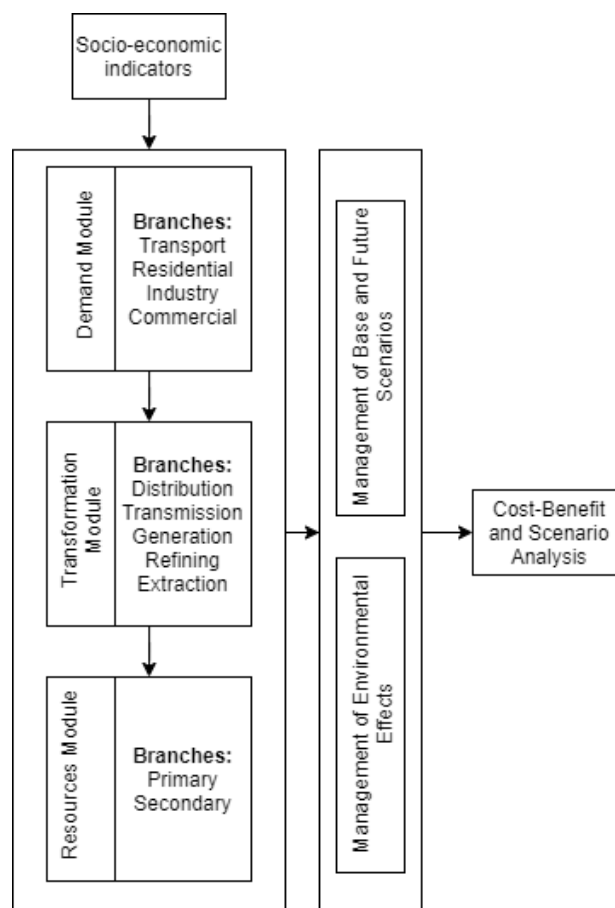 Socio-economic
indicators
Demand Module
Branches:
Transport
Residential
Industry
Commercial
Transformation
Module
Branches:
Distribution
Transmission
Generation
Refining
Extraction
Resources Module
Branches:
Primary
Secondary
Management of Base and Future
Scenarios
Management of Environmental
Effects
Cost-Benefit
and Scenario
Analysis